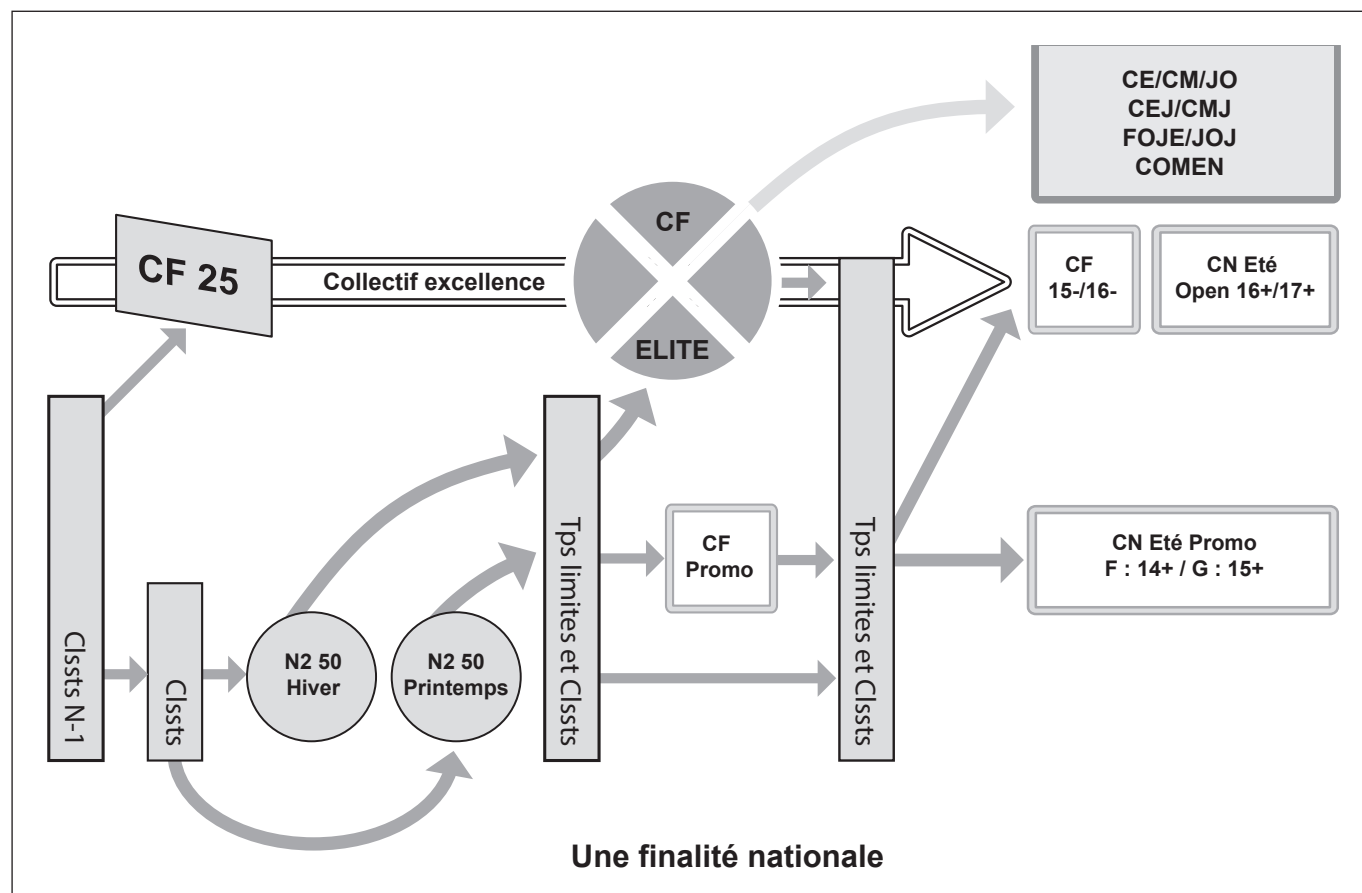 CE/CM/JO
CEJ/CMJ
FOJE/JOJ
COMEN
CF 25
Collectif excellence
CF
ELITE
CF
15-/16-
CN Eté
Open 16+/17+
Clssts N-1
Clssts
N2 50
Hiver
N2 50
Printemps
Tps limites et Clssts
CF
Promo
Tps limites et Clssts
CN Eté Promo
F : 14+ / G : 15+
Une finalité nationale